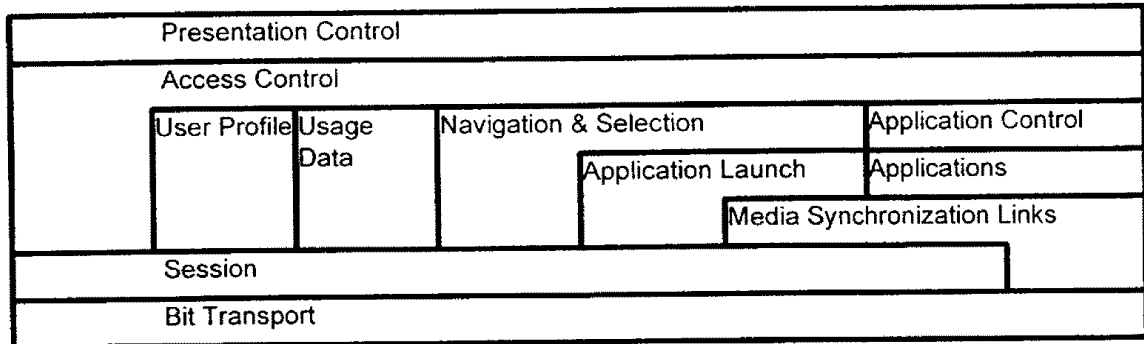 Presentation Control
Access Control
User Profile
Usage
Data
Navigation & Selection
Application Control
Application Launch
Applications
Media Synchronization Links
Session
Bit Transport